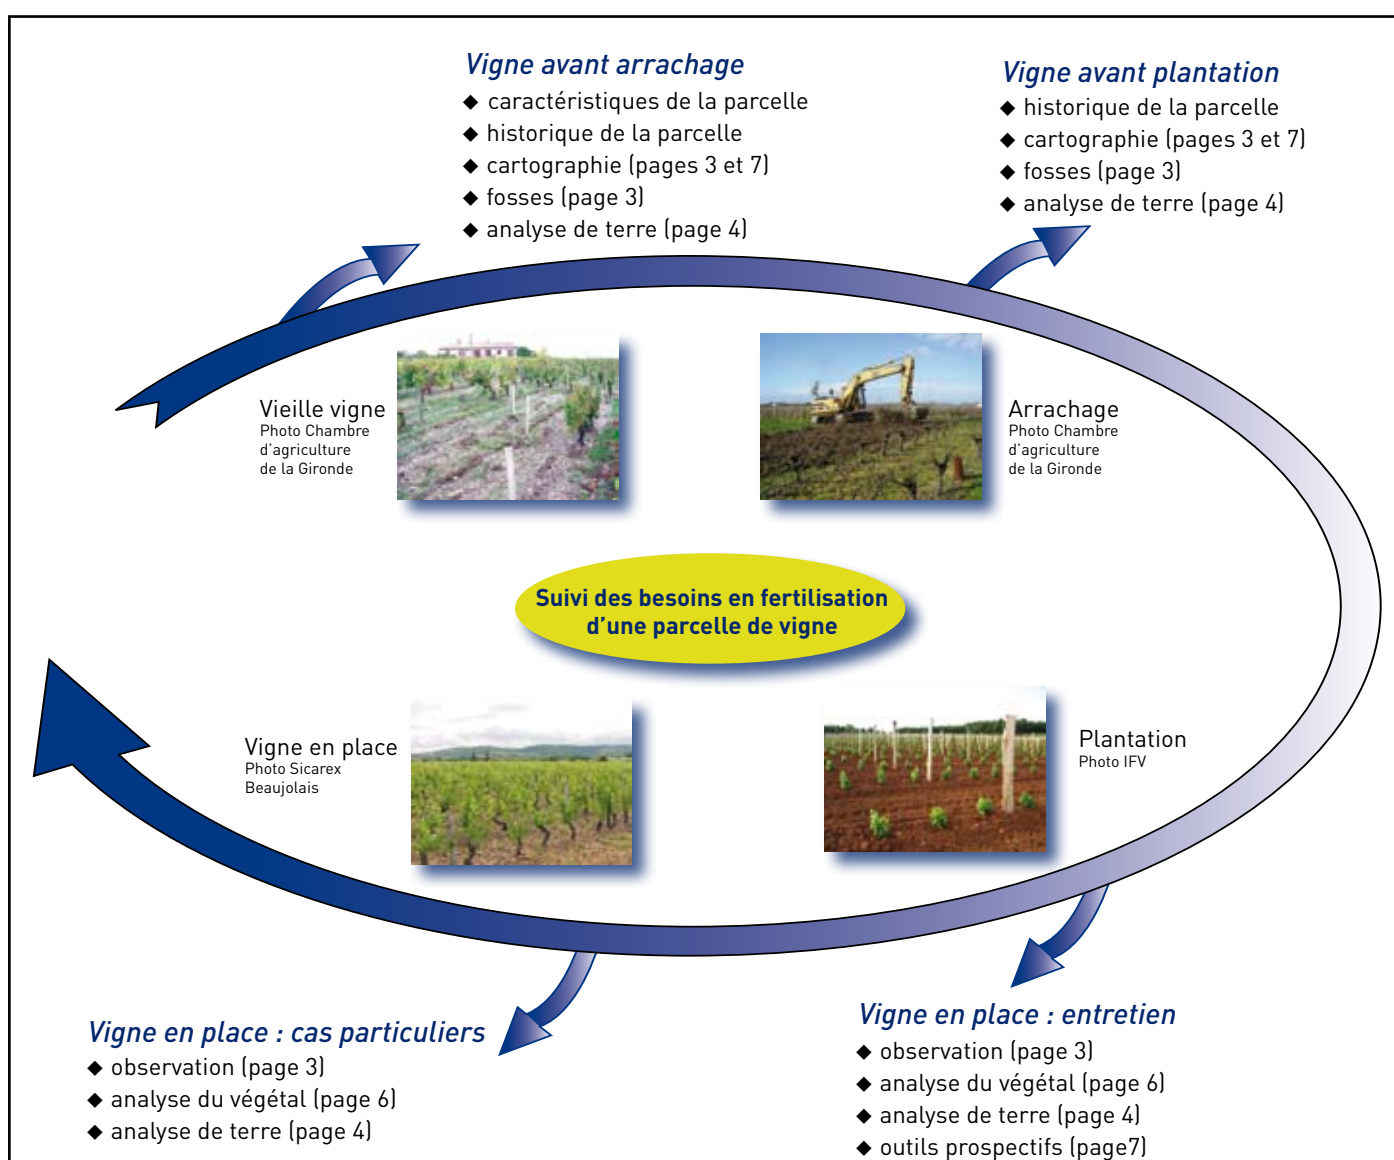 Vigne avant arrachage
◆ caractéristiques de la parcelle
◆ historique de la parcelle
◆ cartographie (pages 3 et 7)
◆ fosses (page 3)
◆ analyse de terre (page 4)
Vigne avant plantation
◆ historique de la parcelle
◆ cartographie (pages 3 et 7)
◆ fosses (page 3)
◆ analyse de terre (page 4)
Vieille vigne
Photo Chambre
d'agriculture
de la Gironde
Arrachage
Photo Chambre
d'agriculture
de la Gironde
Suivi des besoins en fertilisation
d'une parcelle de vigne
Vigne en place
Photo Sicarex
Beaujolais
Plantation
Photo IFV
Vigne en place : cas particuliers
◆ observation (page 3)
◆ analyse du végétal (page 6)
◆ analyse de terre (page 4)
Vigne en place : entretien
◆ observation (page 3)
◆ analyse du végétal (page 6)
◆ analyse de terre (page 4)
◆ outils prospectifs (page7)